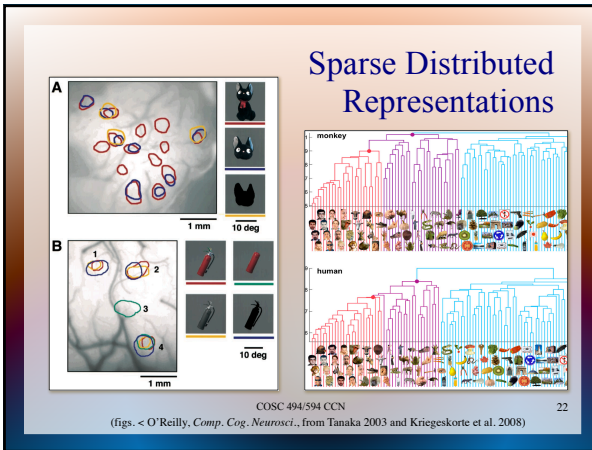 Sparse Distributed
Representations
A
1 mm
10 deg
B
1
2
3
4
1 mm
10 deg
monkey
human
COSC 494/594 CCN
22
(figs. < O'Reilly, Comp. Cog. Neurosci., from Tanaka 2003 and Kriegeskorte et al. 2008)